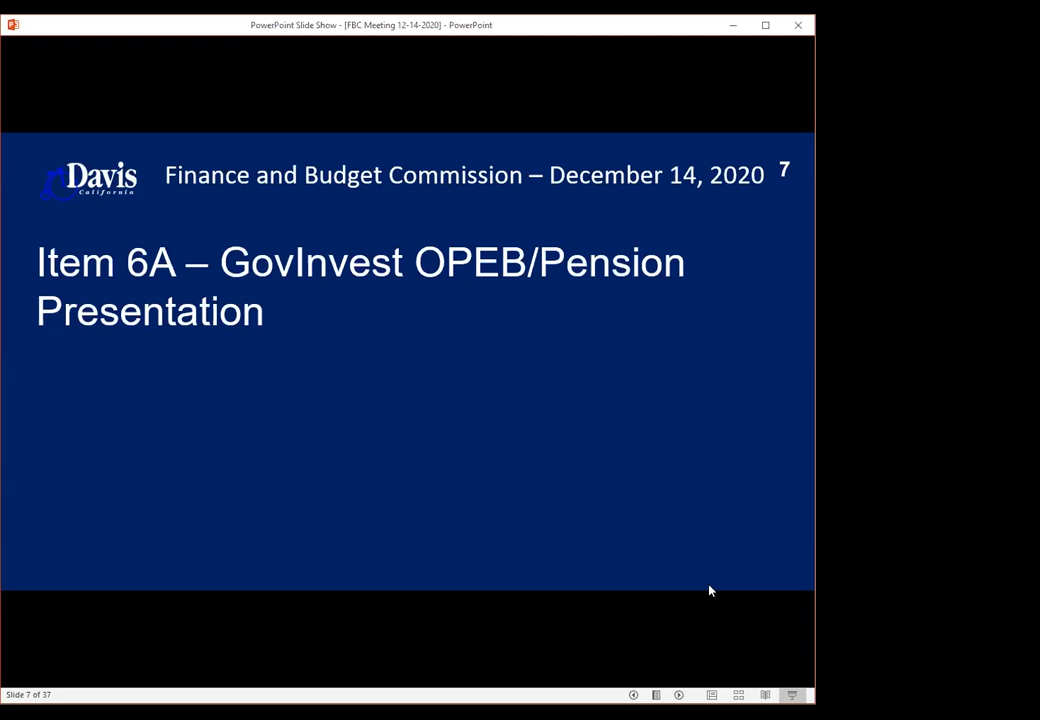 PowerPoint Slide Show - [FBC Meeting 12-14-2020] - PowerPoint
Davis
California
Finance and Budget Commission – December 14, 2020 7
Item 6A – GovInvest OPEB/Pension
Presentation
Slide 7 of 37